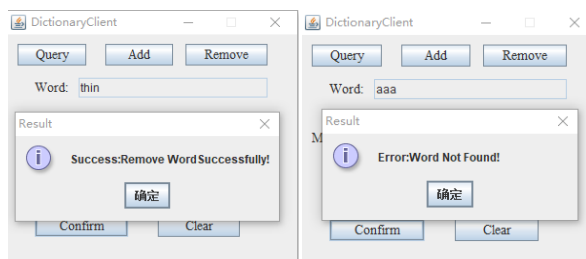 DictionaryClient
Query Add Remove
Word: thin
Result
Success:Remove Word Successfully!
确定
Confirm Clear
DictionaryClient
Query Add Remove
Word: aaa
Result
M
Error:Word Not Found!
确定
Confirm Clear